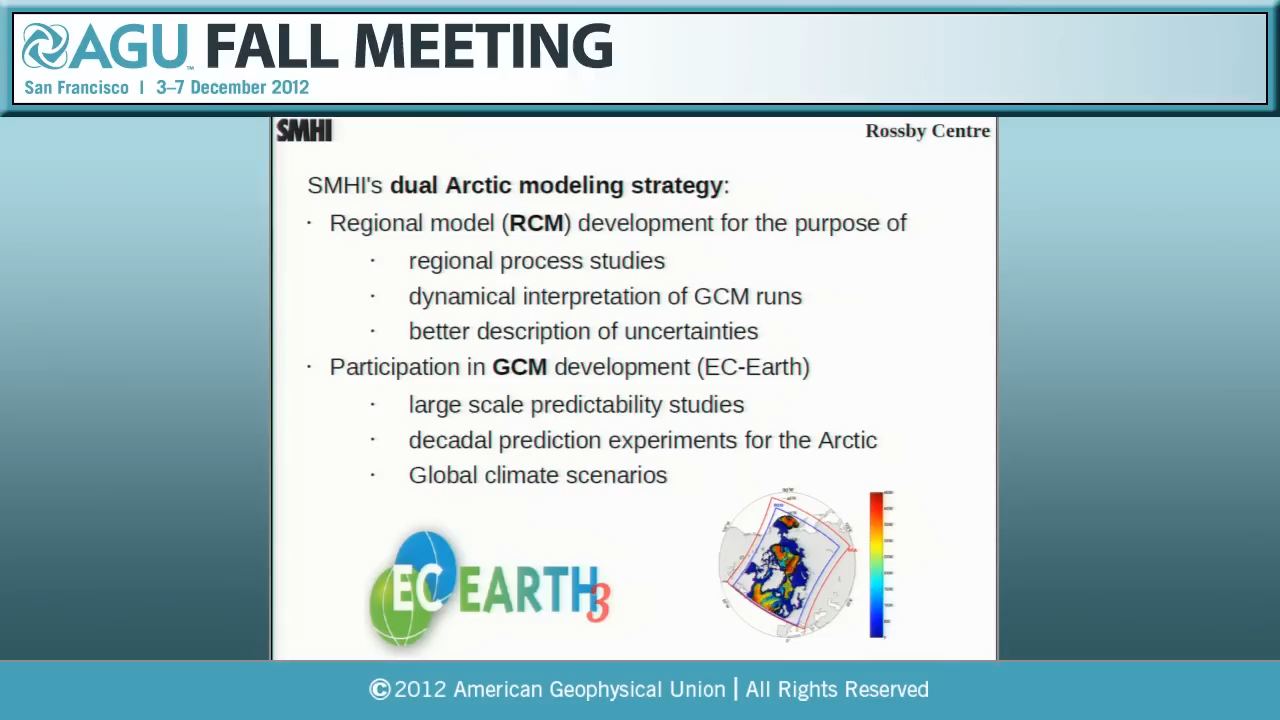 AGU FALL MEETING
San Francisco | 3–7 December 2012
SMHI
Rossby Centre
SMHI's dual Arctic modeling strategy:
· Regional model (RCM) development for the purpose of
· regional process studies
· dynamical interpretation of GCM runs
· better description of uncertainties
· Participation in GCM development (EC-Earth)
· large scale predictability studies
· decadal prediction experiments for the Arctic
· Global climate scenarios
EC EARTH 3
© 2012 American Geophysical Union | All Rights Reserved